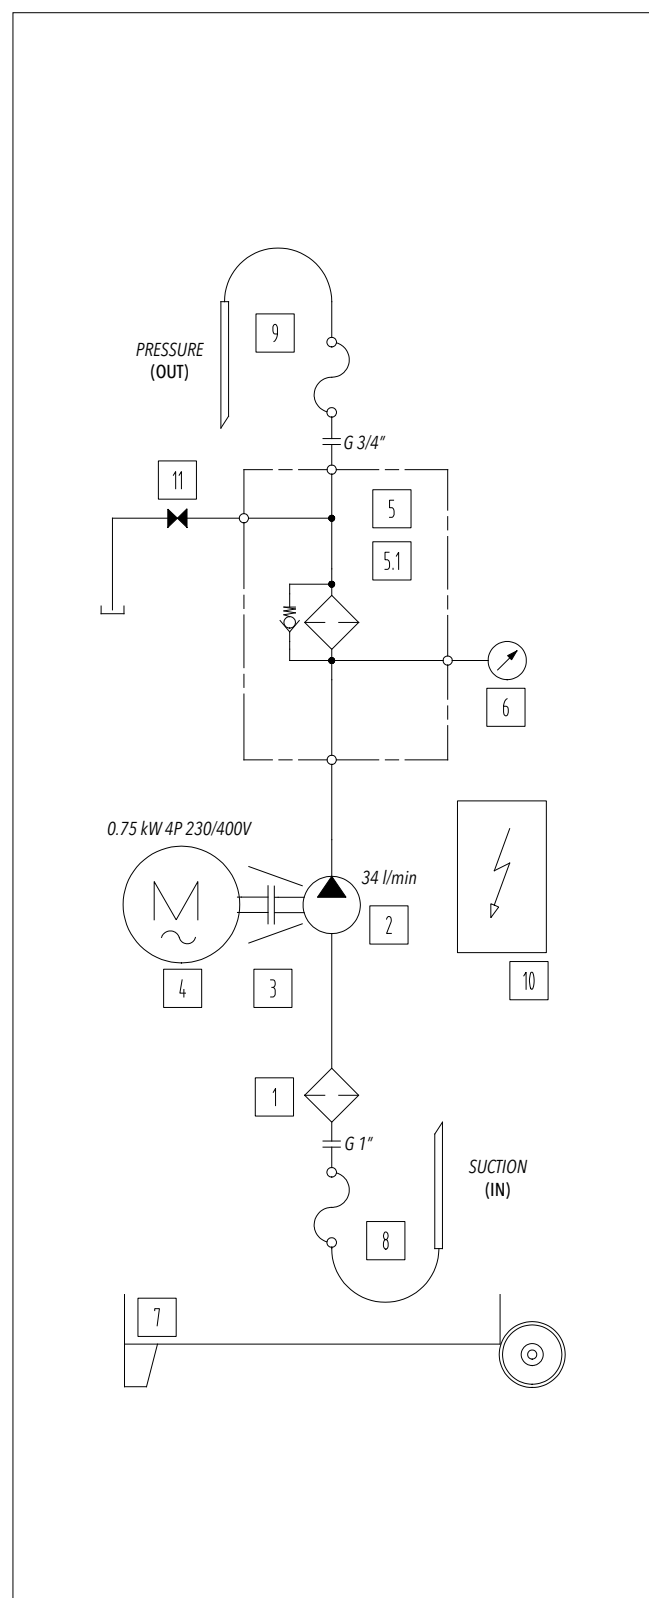 9
PRESSURE
(OUT)
G 3/4"
11
5
5.1
6
0.75 kW 4P 230/400V
34 l/min
2
4
3
10
1
G 1"
SUCTION
(IN)
8
7
M